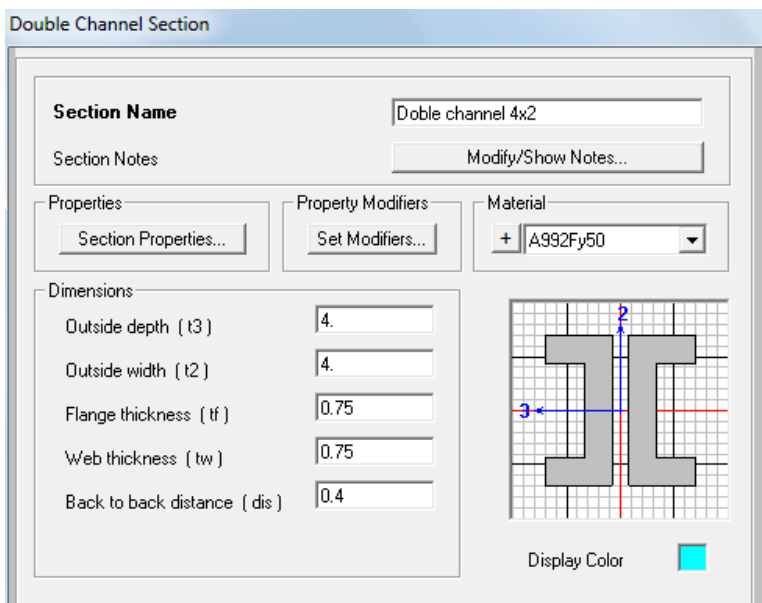 Double Channel Section
Section Name
Doble channel 4x2
Section Notes
Modify/Show Notes...
Properties
Section Properties...
Property Modifiers
Set Modifiers...
Material
+
A992Fy50
Dimensions
Outside depth ( t3 )
4.
Outside width ( t2 )
4.
Flange thickness ( tf )
0.75
Web thickness ( tw )
0.75
Back to back distance ( dis )
0.4
2
3
Display Color